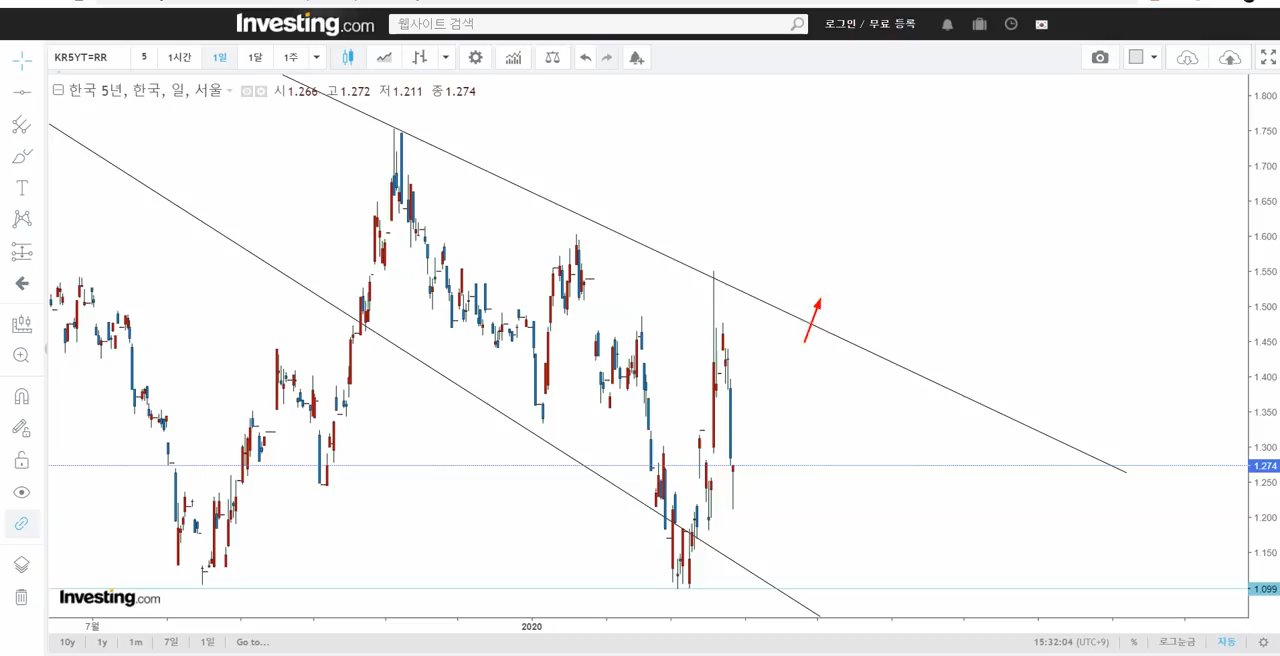 Investing.com 웹사이트 검색 로그인 / 무료 등록
KR5YT=RR 5 1시간 1일 1달 1주
한국 5년, 한국, 일, 서울 시1.266 고1.272 저1.211 종1.274
1.800
1.750
1.700
1.650
1.600
1.550
1.500
1.450
1.400
1.350
1.300
1.274
1.250
1.200
1.150
1.099
Investing.com
7월 2020
10y 1y 1m 7일 1일 Go to... 15:32:04 (UTC+9) % 로그눈금 자동